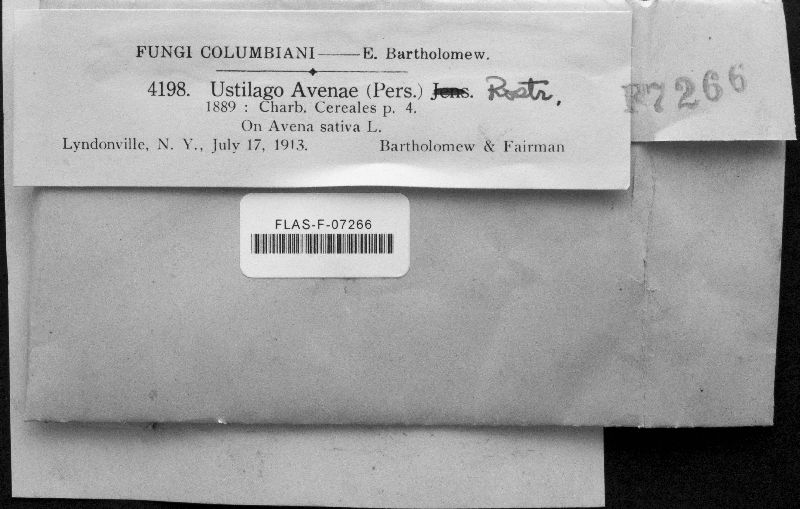 FUNGI COLUMBIANI——E. Bartholomew.
4198. Ustilago Avenae (Pers.) Jens. Rostr.
1889 : Charb. Cereales p. 4.
On Avena sativa L.
Lyndonville, N. Y., July 17, 1913. Bartholomew & Fairman
F7266
FLAS-F-07266